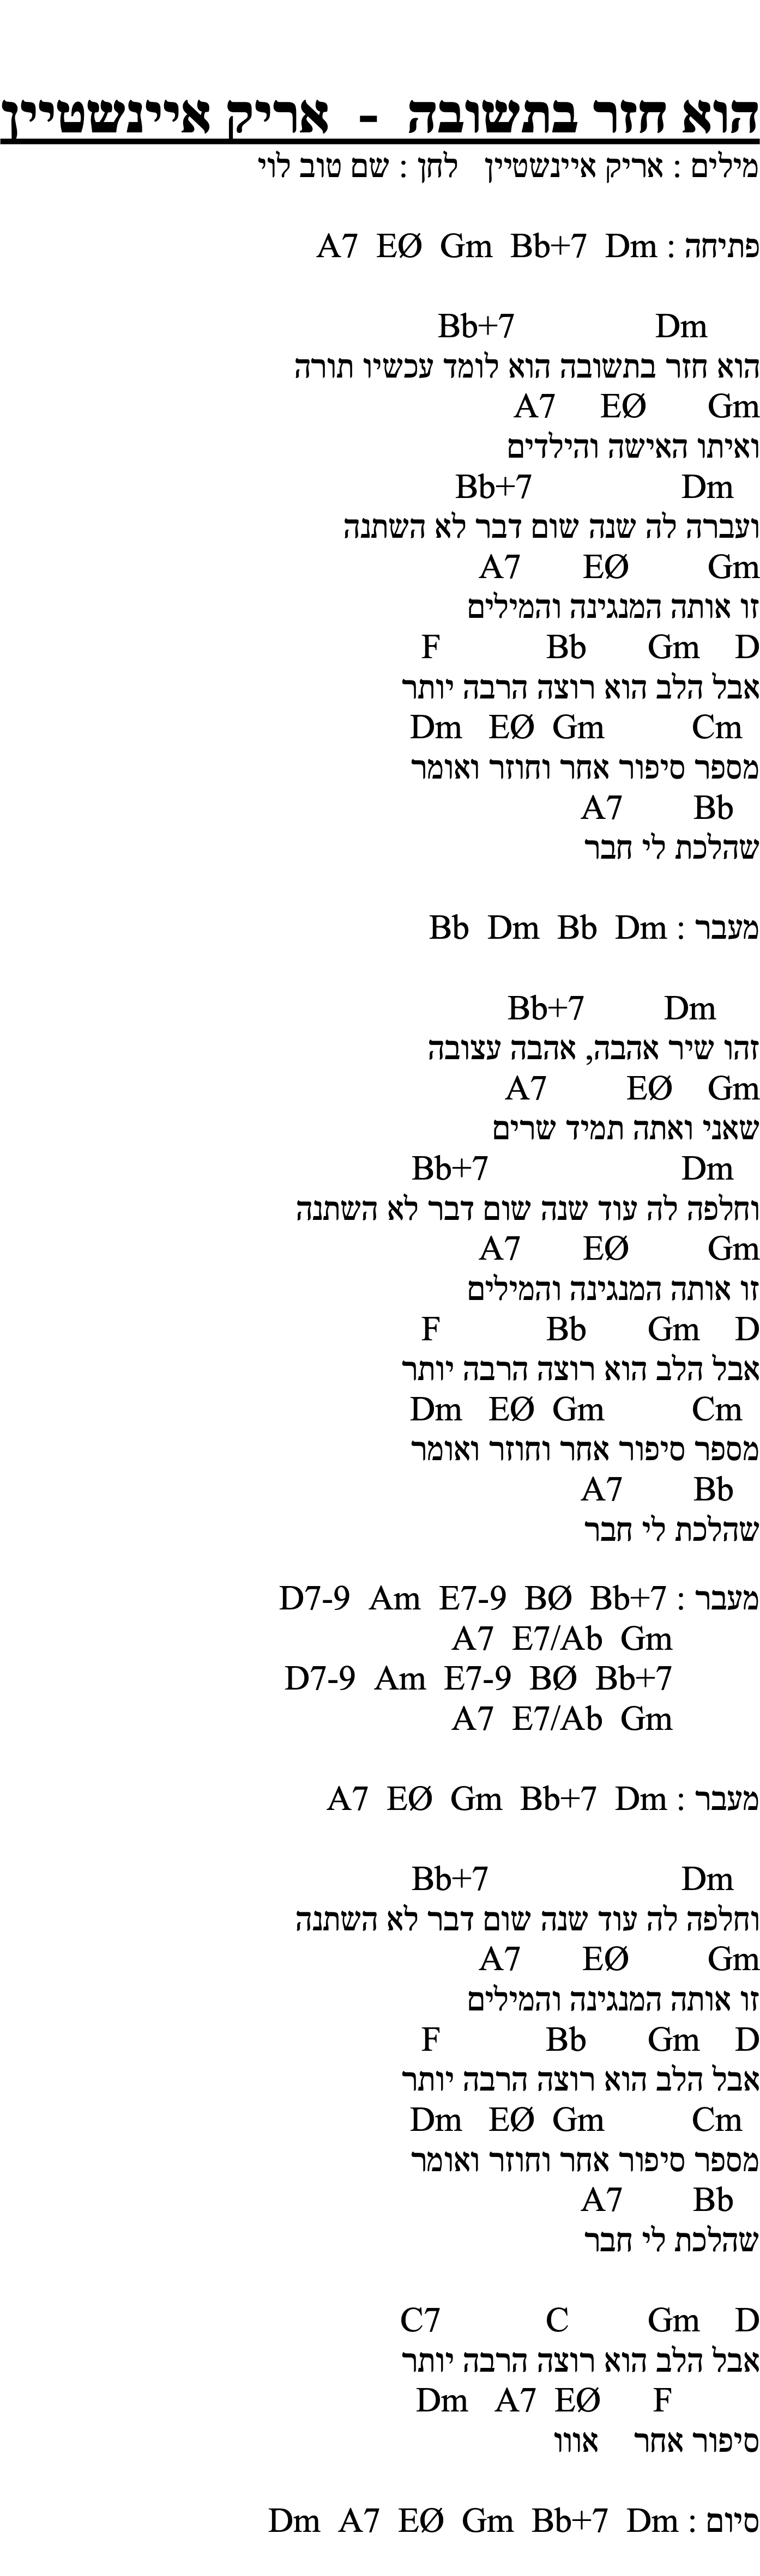 הוא חזר בתשובה - אריק איינשטיין
מילים : אריק איינשטיין לחן : שם טוב לוי
פתיחה : A7 EØ Gm Bb+7 Dm
Bb+7 Dm
הוא חזר בתשובה הוא לומד עכשיו תורה
A7 EØ Gm
ואיתו האישה והילדים
Bb+7 Dm
ועברה לה שנה שום דבר לא השתנה
A7 EØ Gm
זו אותה המנגינה והמילים
F Bb Gm D
אבל הלב הוא רוצה הרבה יותר
Dm EØ Gm Cm
מספר סיפור אחר וחוזר ואומר
A7 Bb
שהלכת לי חבר
מעבר : Bb Dm Bb Dm
Bb+7 Dm
זהו שיר אהבה, אהבה עצובה
A7 EØ Gm
שאני ואתה תמיד שרים
Bb+7 Dm
וחלפה לה עוד שנה שום דבר לא השתנה
A7 EØ Gm
זו אותה המנגינה והמילים
F Bb Gm D
אבל הלב הוא רוצה הרבה יותר
Dm EØ Gm Cm
מספר סיפור אחר וחוזר ואומר
A7 Bb
שהלכת לי חבר
מעבר : D7-9 Am E7-9 BØ Bb+7
A7 E7/Ab Gm
D7-9 Am E7-9 BØ Bb+7
A7 E7/Ab Gm
מעבר : A7 EØ Gm Bb+7 Dm
Bb+7 Dm
וחלפה לה עוד שנה שום דבר לא השתנה
A7 EØ Gm
זו אותה המנגינה והמילים
F Bb Gm D
אבל הלב הוא רוצה הרבה יותר
Dm EØ Gm Cm
מספר סיפור אחר וחוזר ואומר
A7 Bb
שהלכת לי חבר
C7 C Gm D
אבל הלב הוא רוצה הרבה יותר
Dm A7 EØ F
סיפור אחר אווו
סיום : Dm A7 EØ Gm Bb+7 Dm